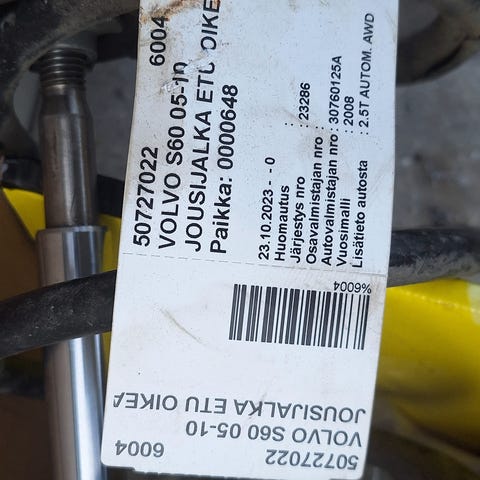 50727022 6004
VOLVO S60 05-10
JOUSIJALKA ETU OIKE
Paikka: 0000648
23.10.2023 - -0
Huomautus
Järjestys nro : 23286
Osavalmistajan nro :
Autovalmistajan nro : 30760125A
Vuosimalli : 2008
Lisätieto autosta : 2.5T AUTOM. AWD
%6004
50727022 6004
VOLVO S60 05-10
JOUSIJALKA ETU OIKEA